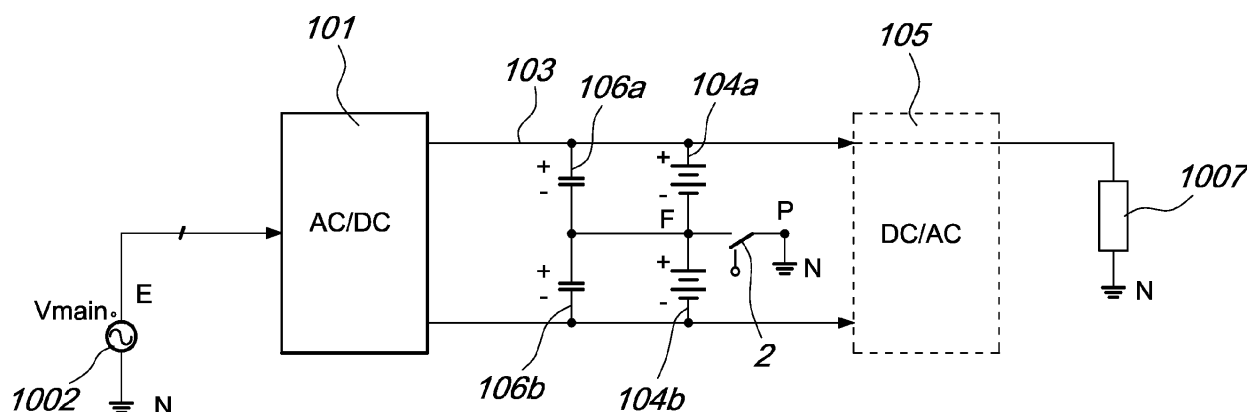 101
103
106a
104a
105
1007
+
-
+
-
AC/DC
F
P
N
DC/AC
+
-
+
-
N
E
Vmain
1002
N
106b
104b
2